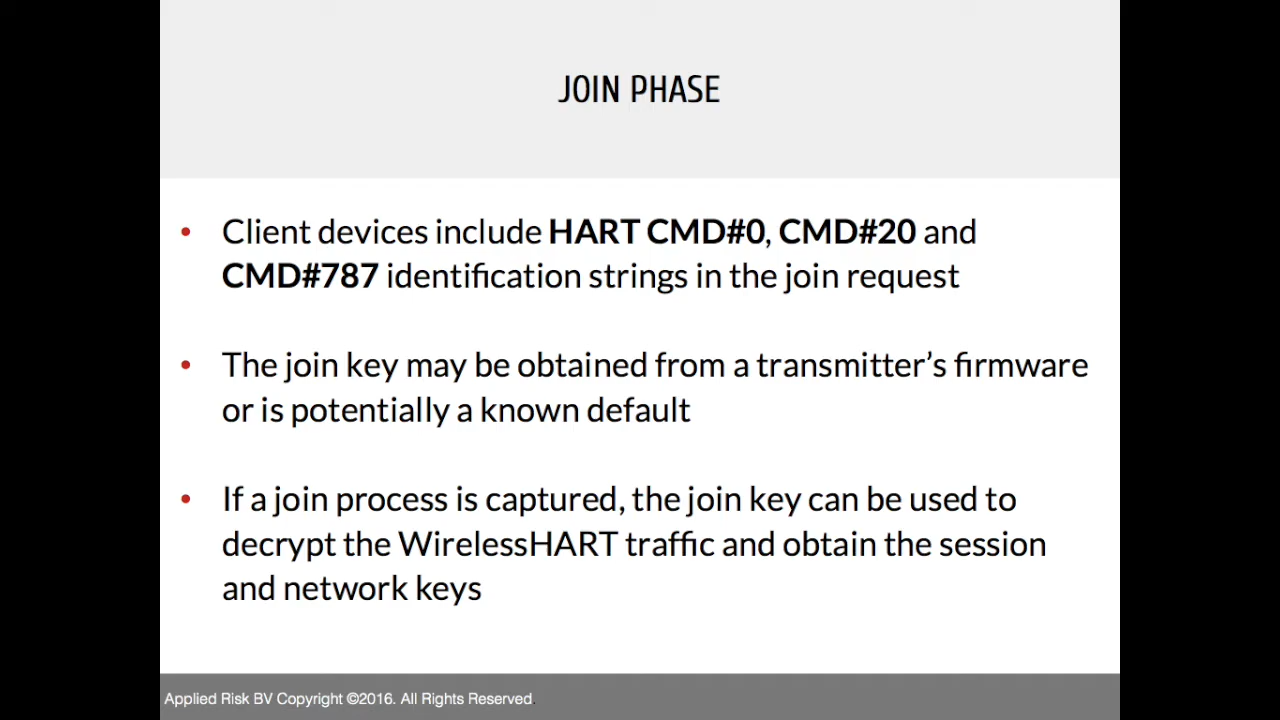 JOIN PHASE
• Client devices include HART CMD#0, CMD#20 and
CMD#787 identification strings in the join request
• The join key may be obtained from a transmitter’s firmware
or is potentially a known default
• If a join process is captured, the join key can be used to
decrypt the WirelessHART traffic and obtain the session
and network keys
Applied Risk BV Copyright ©2016. All Rights Reserved.